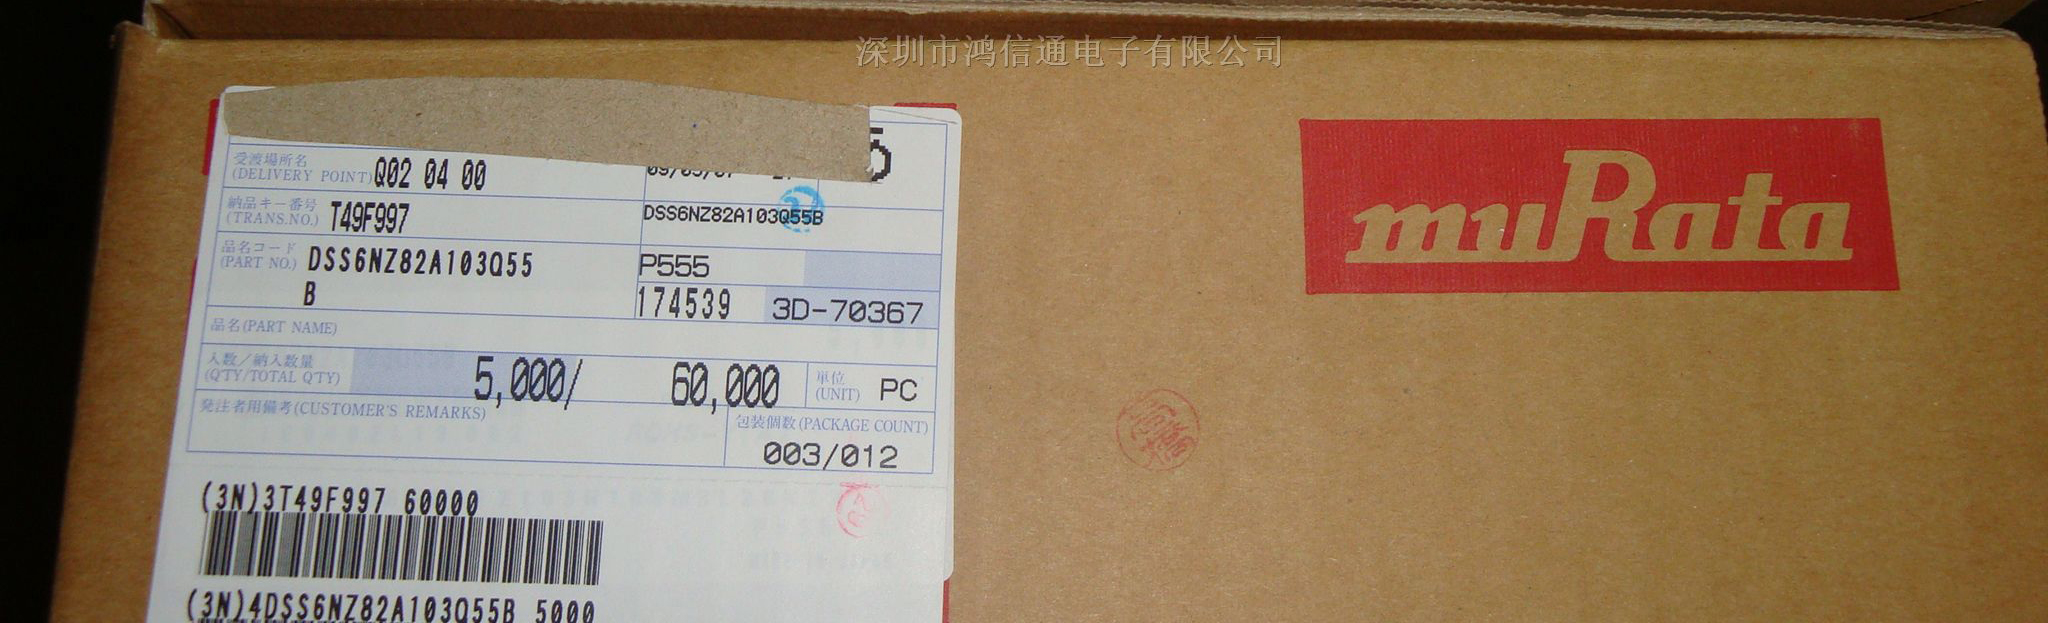 深圳市鸿信通电子有限公司
muRata
5
受渡場所名
(DELIVERY POINT) Q02 04 00
納品キー番号
(TRANS.NO.) T49F997
DSS6NZ82A103Q55B
品名コード
(PART NO.) DSS6NZ82A103Q55
B
P555
174539 3D-70367
品名(PART NAME)
入数/納入数量
(Q'TY/TOTAL Q'TY) 5,000/ 60,000
単位
(UNIT) PC
発注者用備考(CUSTOMER'S REMARKS)
包装個数(PACKAGE COUNT)
003/012
(3N)3T49F997 60000
(3N)4DSS6NZ82A103Q55B 5000